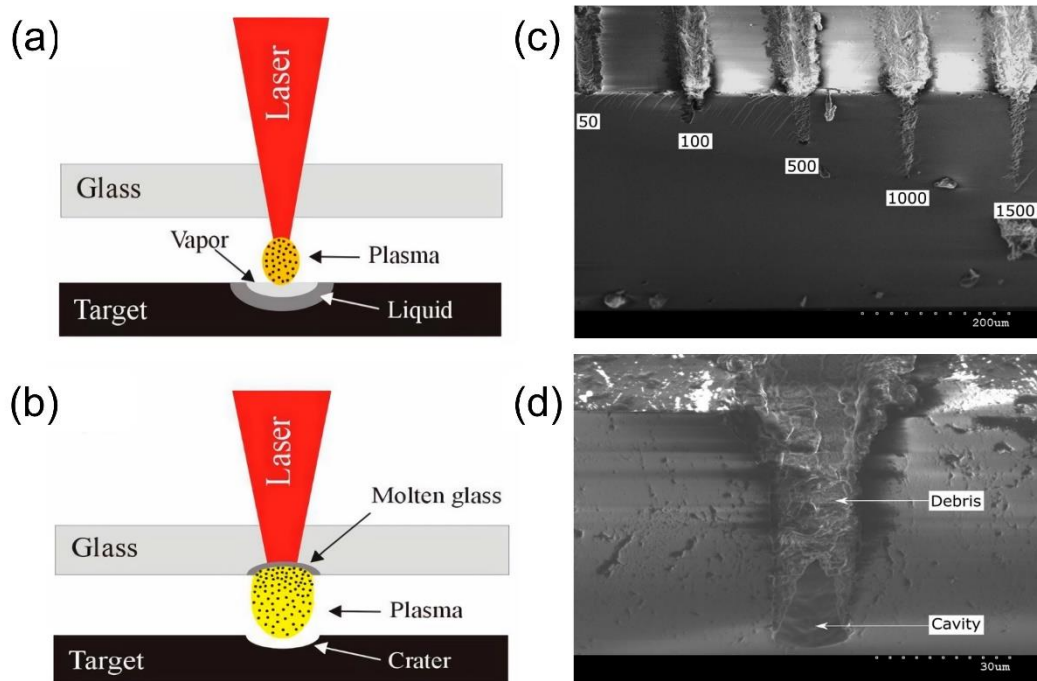 (a)
Laser
Glass
Vapor
Plasma
Liquid
Target
(b)
Laser
Molten glass
Glass
Plasma
Crater
Target
(c)
50
100
500
1000
1500
200um
(d)
Debris
Cavity
30um